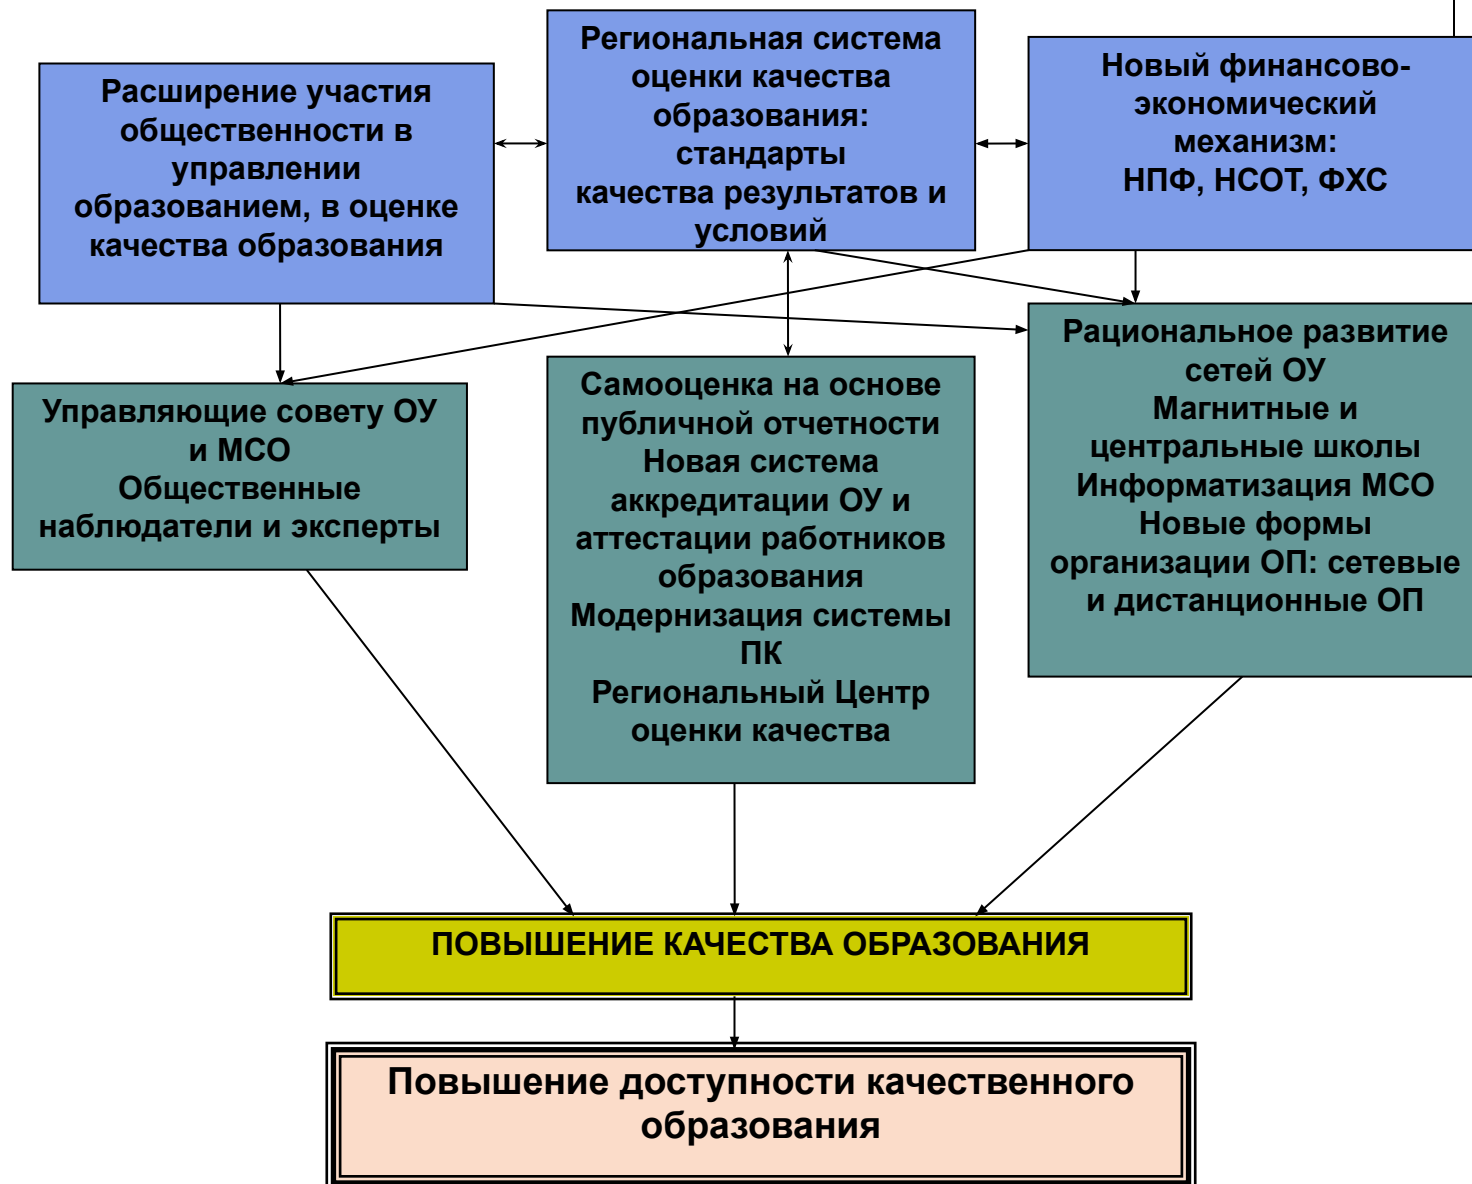 Расширение участия
общественности в
управлении
образованием, в оценке
качества образования
Региональная система
оценки качества
образования:
стандарты
качества результатов и
условий
Новый финансово-
экономический
механизм:
НПФ, НСОТ, ФХС
Управляющие совету ОУ
и МСО
Общественные
наблюдатели и эксперты
Самооценка на основе
публичной отчетности
Новая система
аккредитации ОУ и
аттестации работников
образования
Модернизация системы
ПК
Региональный Центр
оценки качества
Рациональное развитие
сетей ОУ
Магнитные и
центральные школы
Информатизация МСО
Новые формы
организации ОП: сетевые
и дистанционные ОП
ПОВЫШЕНИЕ КАЧЕСТВА ОБРАЗОВАНИЯ
Повышение доступности качественного
образования